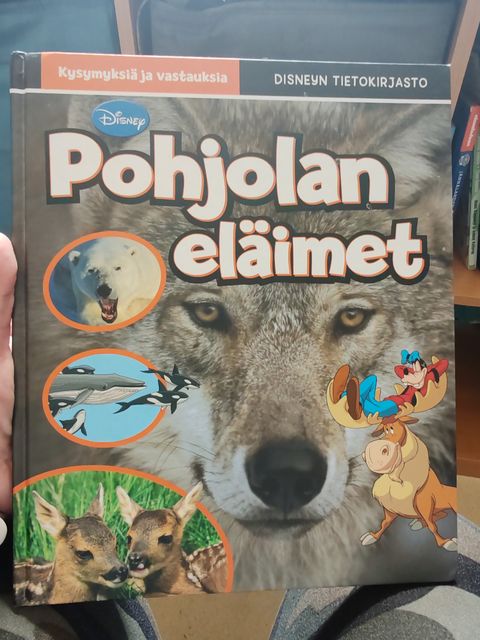 Kysymyksiä ja vastauksia
DISNEYN TIETOKIRJASTO
Disney
Pohjolan
eläimet